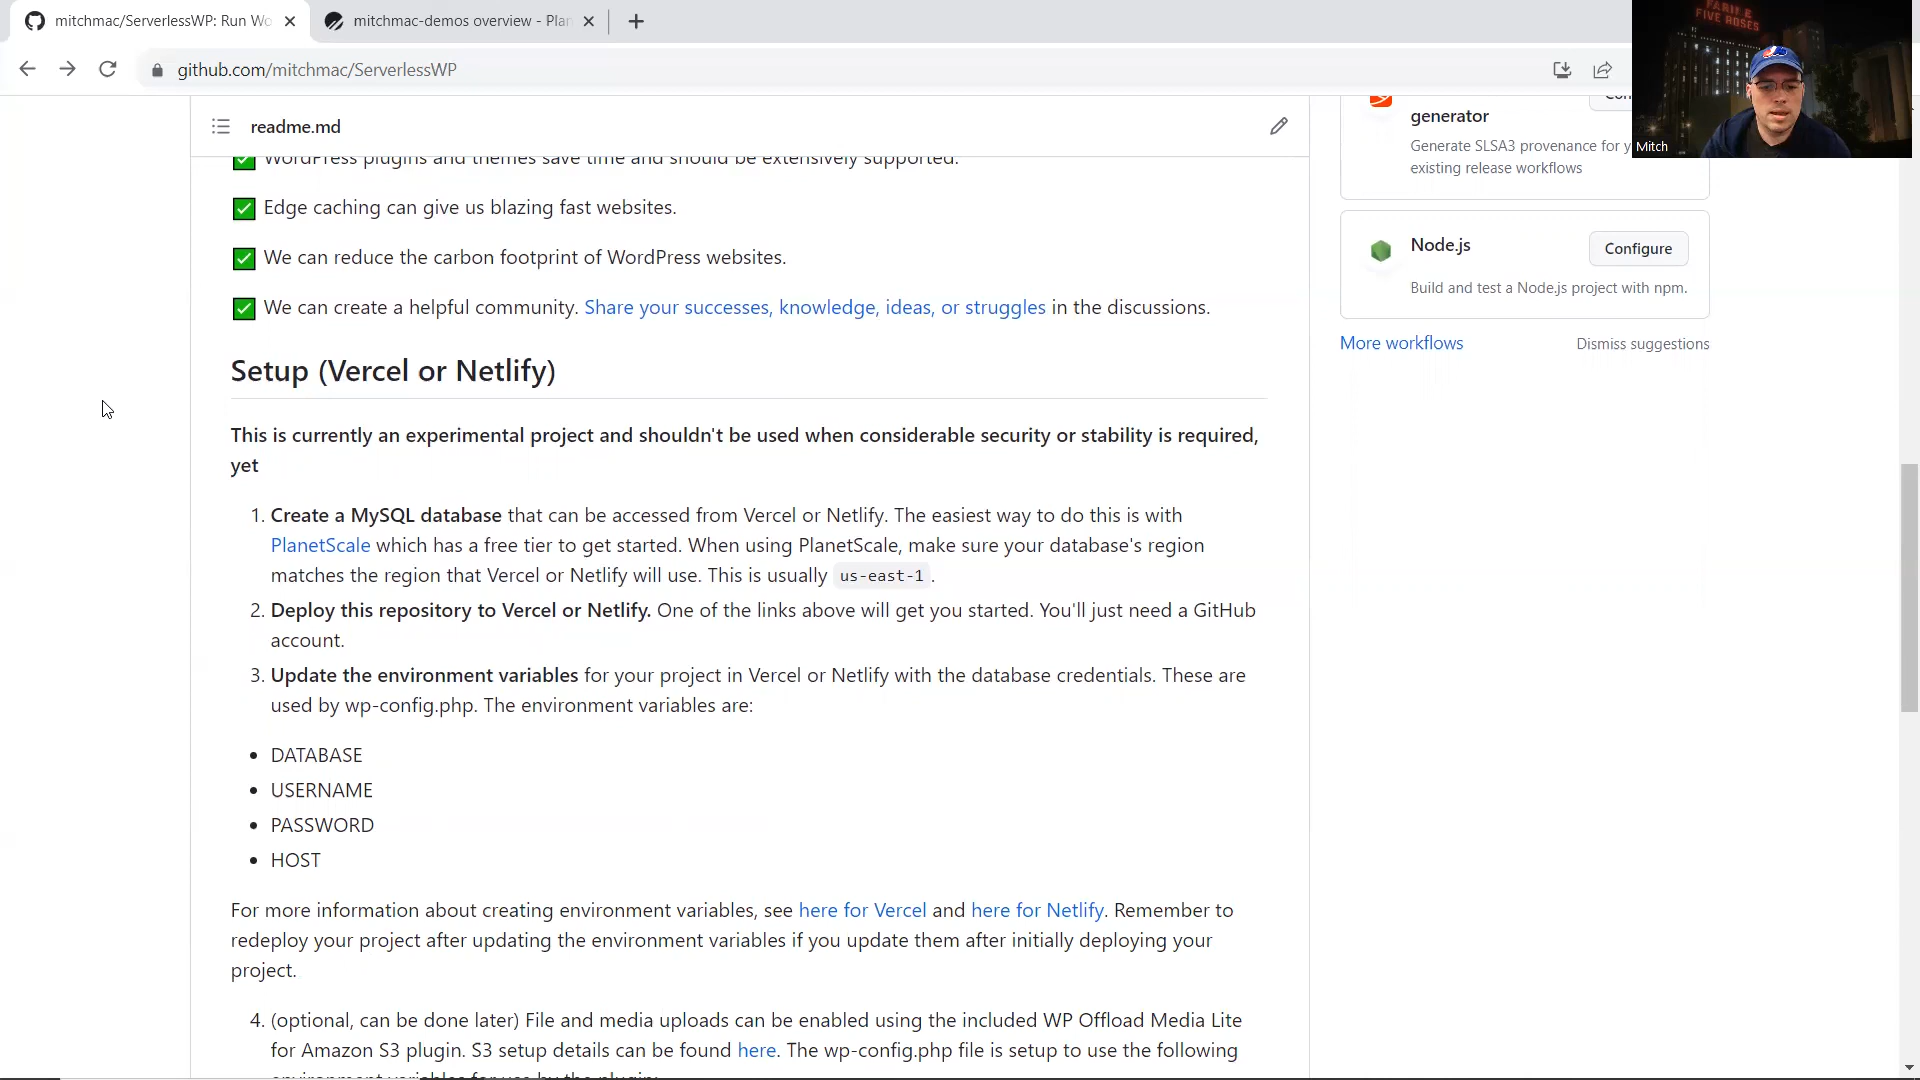 mitchmac/ServerlessWP: Run Wo
mitchmac-demos overview - Plan
github.com/mitchmac/ServerlessWP
FARINE
FIVE ROSES
Mitch
readme.md
WordPress plugins and themes save time and should be extensively supported.
Edge caching can give us blazing fast websites.
We can reduce the carbon footprint of WordPress websites.
We can create a helpful community. Share your successes, knowledge, ideas, or struggles in the discussions.
Setup (Vercel or Netlify)
This is currently an experimental project and shouldn't be used when considerable security or stability is required,
yet
1. Create a MySQL database that can be accessed from Vercel or Netlify. The easiest way to do this is with
PlanetScale which has a free tier to get started. When using PlanetScale, make sure your database's region
matches the region that Vercel or Netlify will use. This is usually us-east-1.
2. Deploy this repository to Vercel or Netlify. One of the links above will get you started. You'll just need a GitHub
account.
3. Update the environment variables for your project in Vercel or Netlify with the database credentials. These are
used by wp-config.php. The environment variables are:
DATABASE
USERNAME
PASSWORD
HOST
For more information about creating environment variables, see here for Vercel and here for Netlify. Remember to
redeploy your project after updating the environment variables if you update them after initially deploying your
project.
4. (optional, can be done later) File and media uploads can be enabled using the included WP Offload Media Lite
for Amazon S3 plugin. S3 setup details can be found here. The wp-config.php file is setup to use the following
environment variables for use by the plugin:
generator
Generate SLSA3 provenance for y
existing release workflows
Node.js
Configure
Build and test a Node.js project with npm.
More workflows
Dismiss suggestions